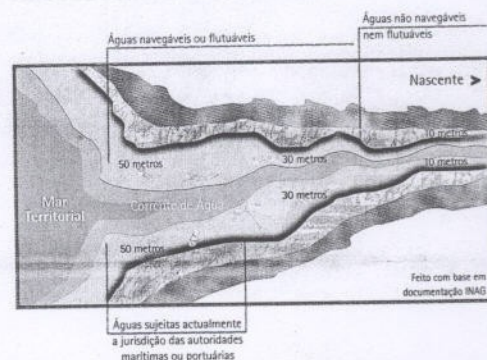 Águas navegáveis ou flutuáveis
Águas não navegáveis
nem flutuáveis
Nascente >
50 metros
30 metros
10 metros
10 metros
30 metros
Mar
Territorial
Corrente de Água
50 metros
Feito com base em
documentação INAG
Águas sujeitas actualmente
a jurisdição das autoridades
marítimas ou portuárias